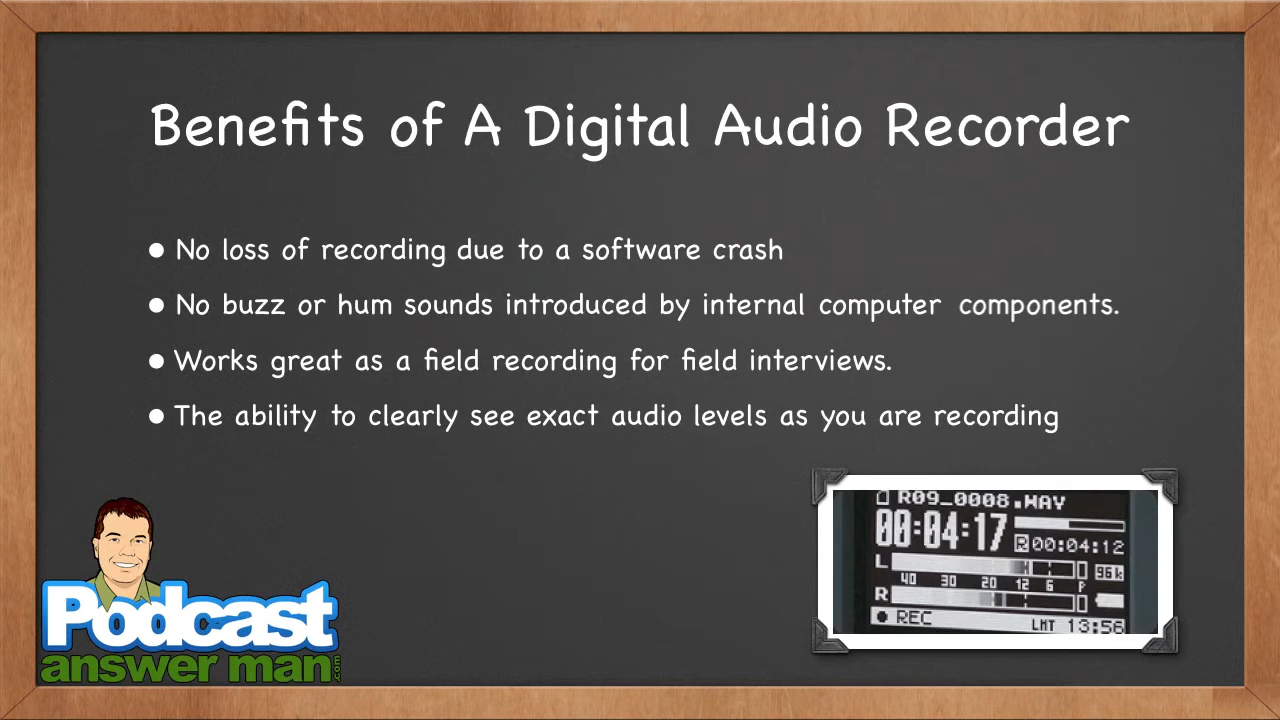 Benefits of A Digital Audio Recorder
• No loss of recording due to a software crash
• No buzz or hum sounds introduced by internal computer components.
• Works great as a field recording for field interviews.
• The ability to clearly see exact audio levels as you are recording
R09_0008.WAV
00:04:17
R 00:04:12
L
96k
40 30 20 12 6 P
R
REC LMT 13:56
Podcast
answer man.com